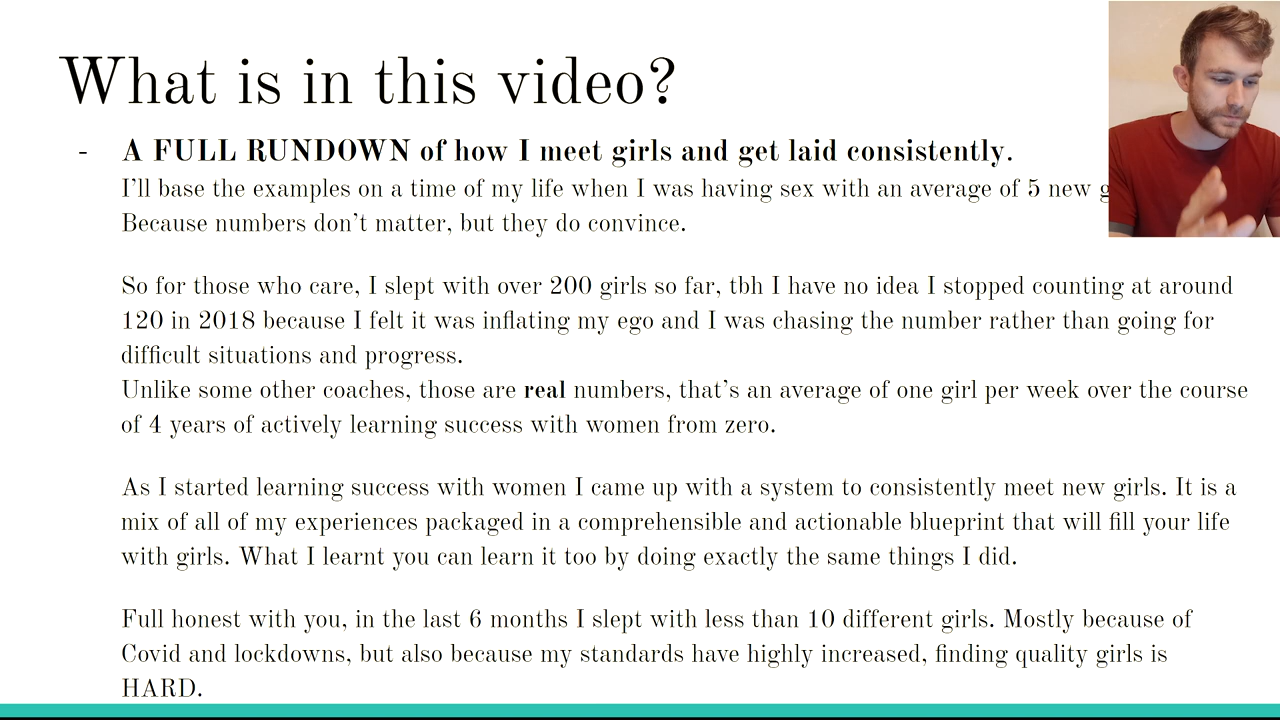 What is in this video?
- A FULL RUNDOWN of how I meet girls and get laid consistently.
I'll base the examples on a time of my life when I was having sex with an average of 5 new
Because numbers don't matter, but they do convince.
So for those who care, I slept with over 200 girls so far, tbh I have no idea I stopped counting at around
120 in 2018 because I felt it was inflating my ego and I was chasing the number rather than going for
difficult situations and progress.
Unlike some other coaches, those are real numbers, that's an average of one girl per week over the course
of 4 years of actively learning success with women from zero.
As I started learning success with women I came up with a system to consistently meet new girls. It is a
mix of all of my experiences packaged in a comprehensible and actionable blueprint that will fill your life
with girls. What I learnt you can learn it too by doing exactly the same things I did.
Full honest with you, in the last 6 months I slept with less than 10 different girls. Mostly because of
Covid and lockdowns, but also because my standards have highly increased, finding quality girls is
HARD.